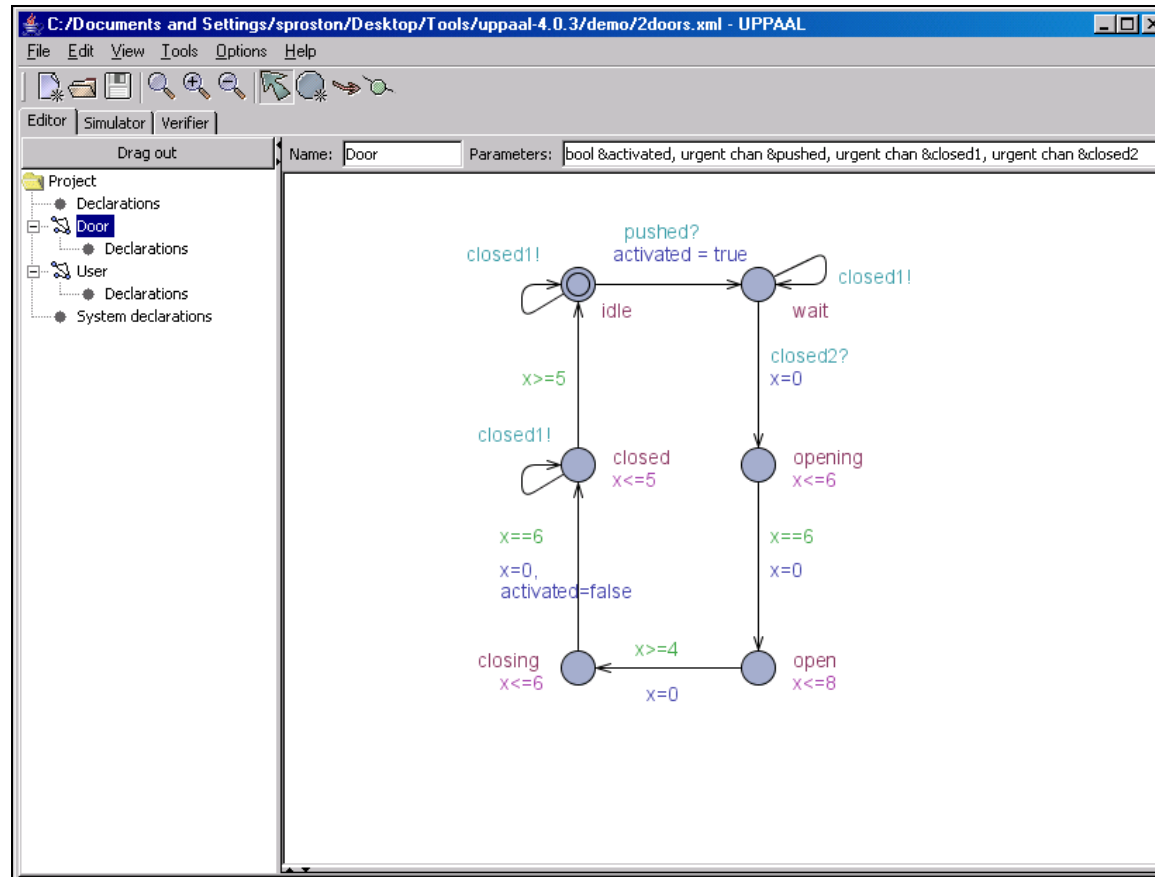 C:/Documents and Settings/sproston/Desktop/Tools/uppaal-4.0.3/demo/2doors.xml - UPPAAL
File Edit View Tools Options Help
Editor Simulator Verifier
Drag out
Name: Door Parameters: bool &activated, urgent chan &pushed, urgent chan &closed1, urgent chan &closed2
Project
Declarations
Door
Declarations
User
Declarations
System declarations
pushed?
closed1! activated = true
closed1!
idle wait
closed2?
x>=5 x=0
closed1!
closed opening
x<=5 x<=6
x==6 x==6
x=0, x=0
activated=false
x>=4
closing open
x<=6 x<=8
x=0